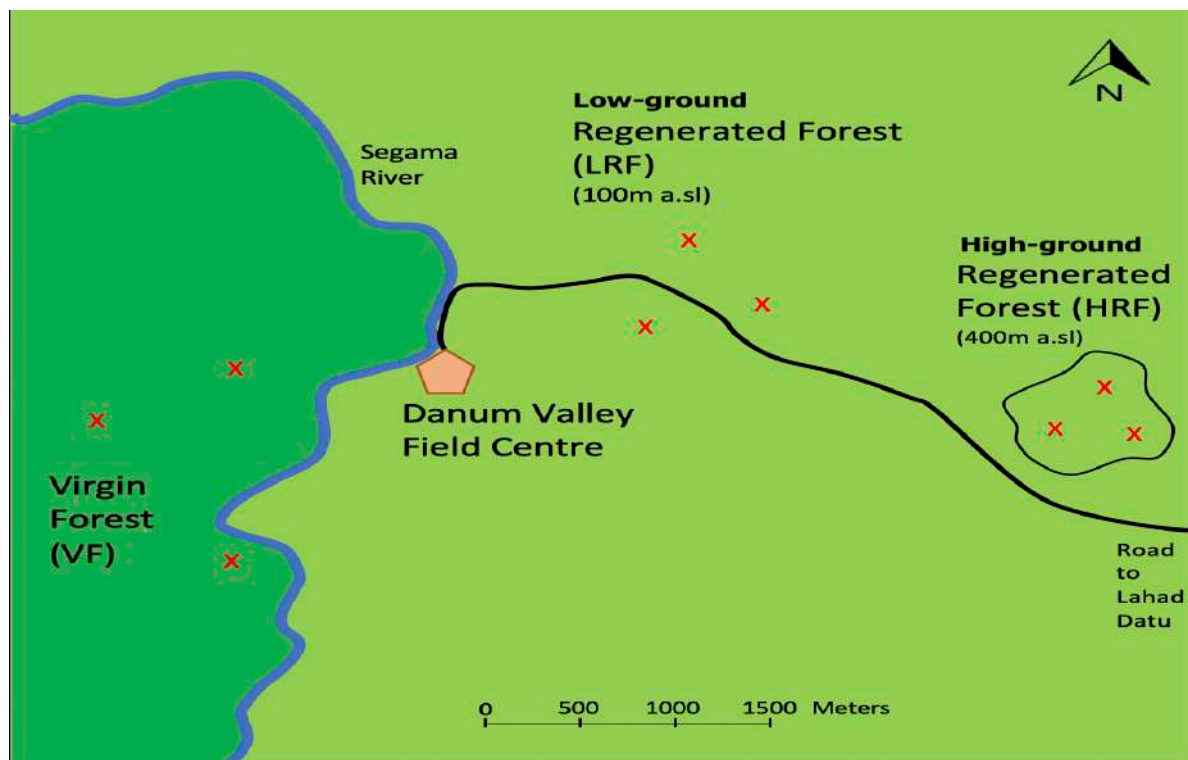 N
Low-ground
Regenerated Forest
(LRF)
(100m a.sl)
Segama
River
High-ground
Regenerated
Forest (HRF)
(400m a.sl)
X
X
X
X
X
X
X
X
X
Danum Valley
Field Centre
Virgin
Forest
(VF)
Road
to
Lahad
Datu
0 500 1000 1500 Meters